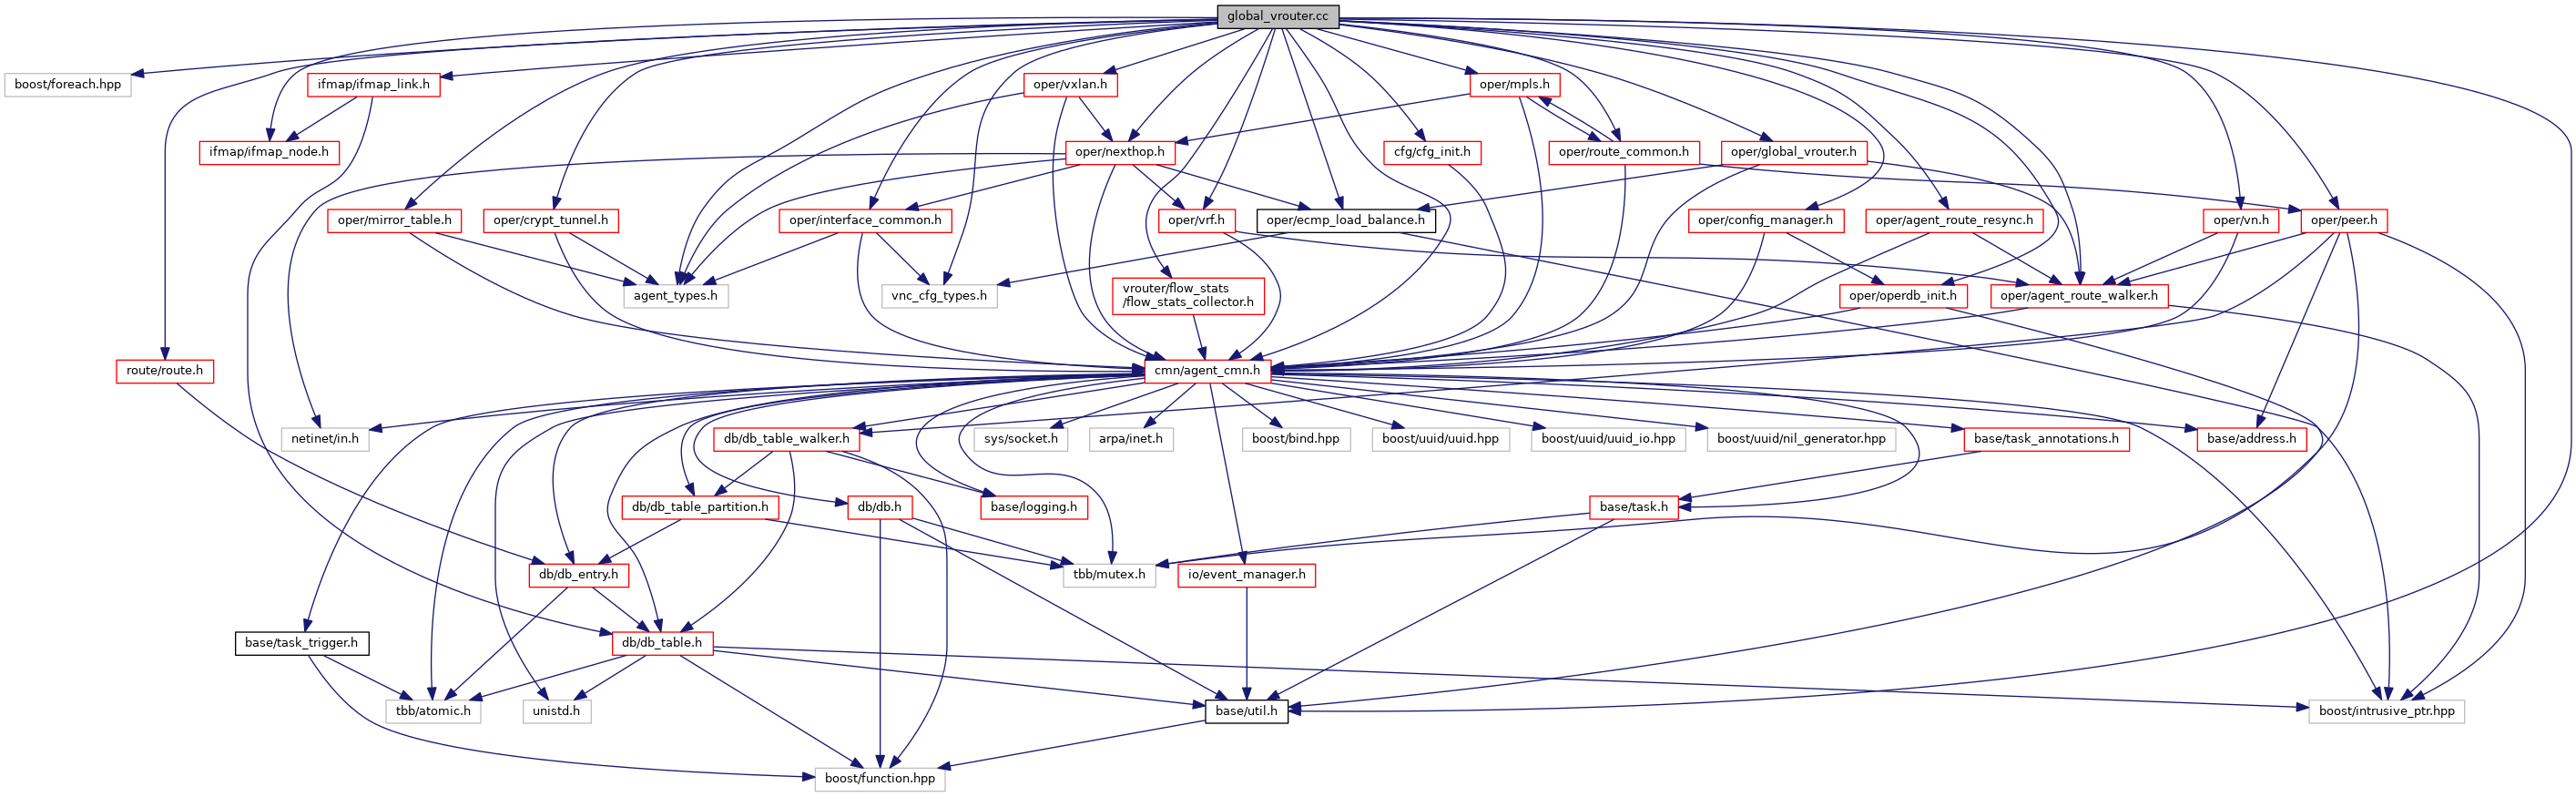 global_vrouter.cc
boost/foreach.hpp
ifmap/ifmap_link.h
oper/vxlan.h
oper/mpls.h
ifmap/ifmap_node.h
oper/nexthop.h
cfg/cfg_init.h
oper/route_common.h
oper/global_vrouter.h
oper/mirror_table.h
oper/crypt_tunnel.h
oper/interface_common.h
oper/vrf.h
oper/ecmp_load_balance.h
oper/config_manager.h
oper/agent_route_resync.h
oper/vn.h
oper/peer.h
agent_types.h
vnc_cfg_types.h
vrouter/flow_stats
/flow_stats_collector.h
oper/operdb_init.h
oper/agent_route_walker.h
route/route.h
cmn/agent_cmn.h
netinet/in.h
db/db_table_walker.h
sys/socket.h
arpa/inet.h
boost/bind.hpp
boost/uuid/uuid.hpp
boost/uuid/uuid_io.hpp
boost/uuid/nil_generator.hpp
base/task_annotations.h
base/address.h
db/db_table_partition.h
db/db.h
base/logging.h
base/task.h
db/db_entry.h
tbb/mutex.h
io/event_manager.h
base/task_trigger.h
db/db_table.h
tbb/atomic.h
unistd.h
base/util.h
boost/intrusive_ptr.hpp
boost/function.hpp